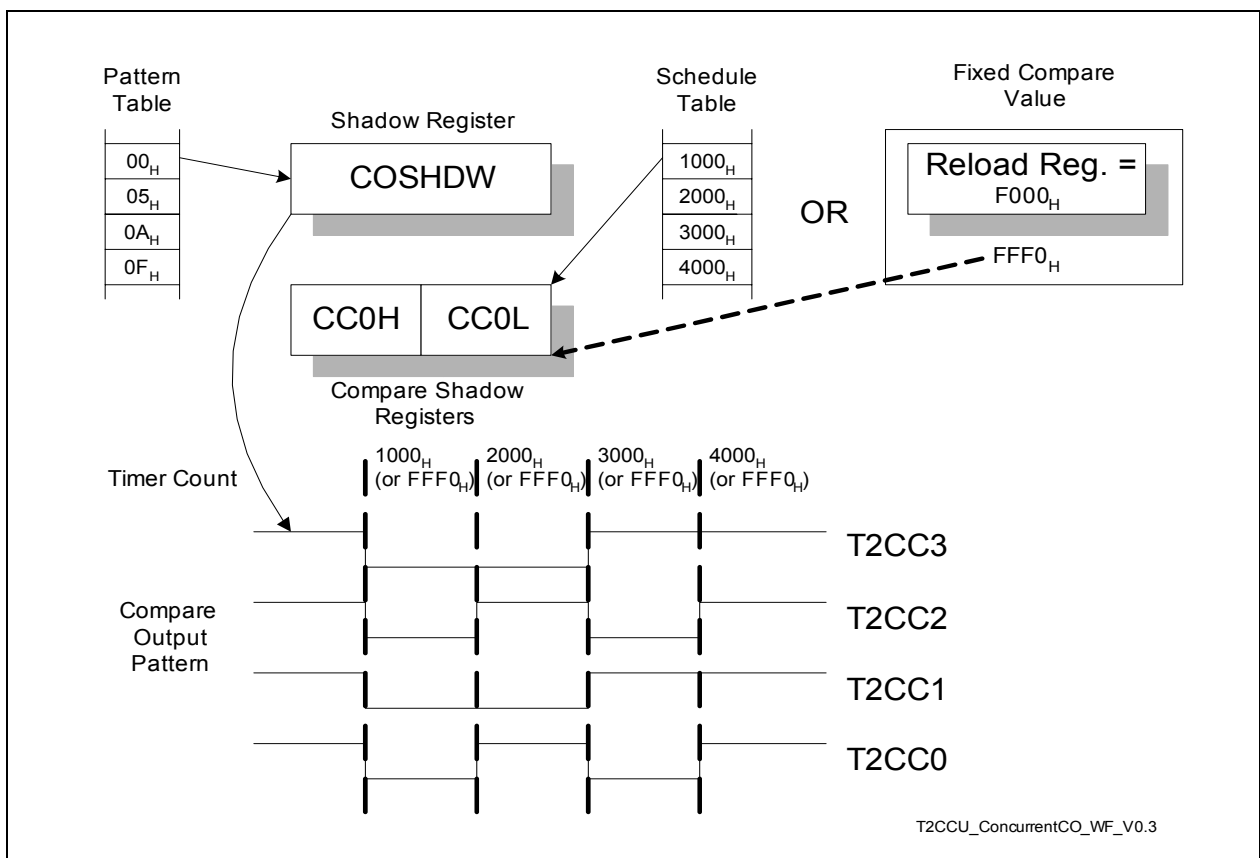 Pattern
Table
00H
05H
0AH
0FH
Shadow Register
COSHDW
CC0H CC0L
Compare Shadow
Registers
Schedule
Table
1000H
2000H
3000H
4000H
OR
Fixed Compare
Value
Reload Reg. =
F000H
FFF0H
Timer Count
1000H 2000H 3000H 4000H
(or FFF0H) (or FFF0H) (or FFF0H) (or FFF0H)
Compare
Output
Pattern
T2CC3
T2CC2
T2CC1
T2CC0
T2CCU_ConcurrentCO_WF_V0.3